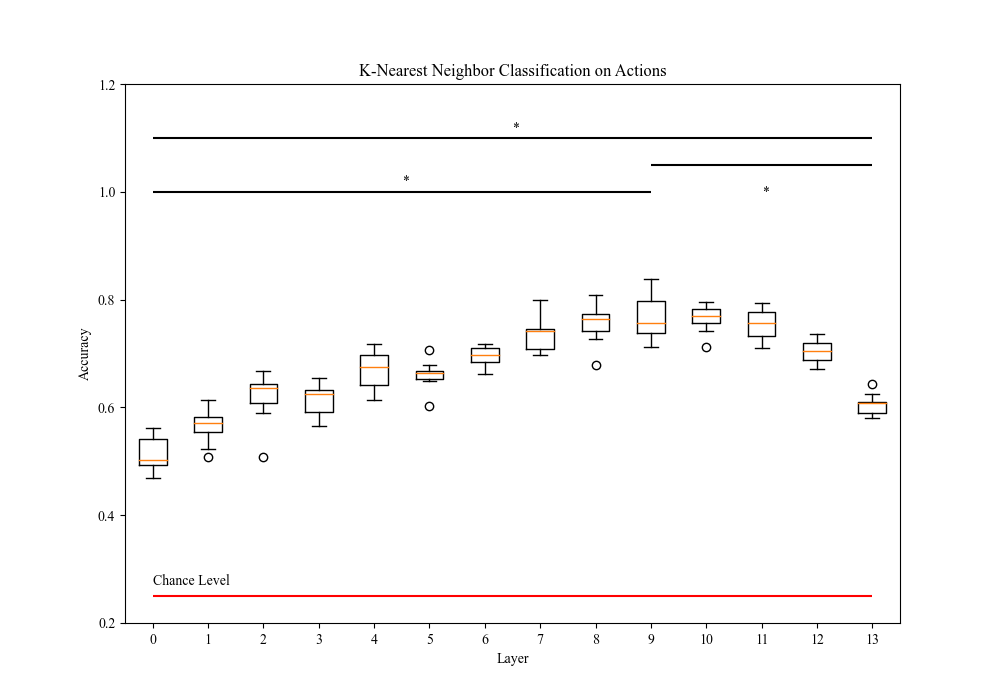 K-Nearest Neighbor Classification on Actions
1.2
*
*
1.0
*
0.8
Accuracy
0.6
0.4
Chance Level
0.2
0 1 2 3 4 5 6 7 8 9 10 11 12 13
Layer